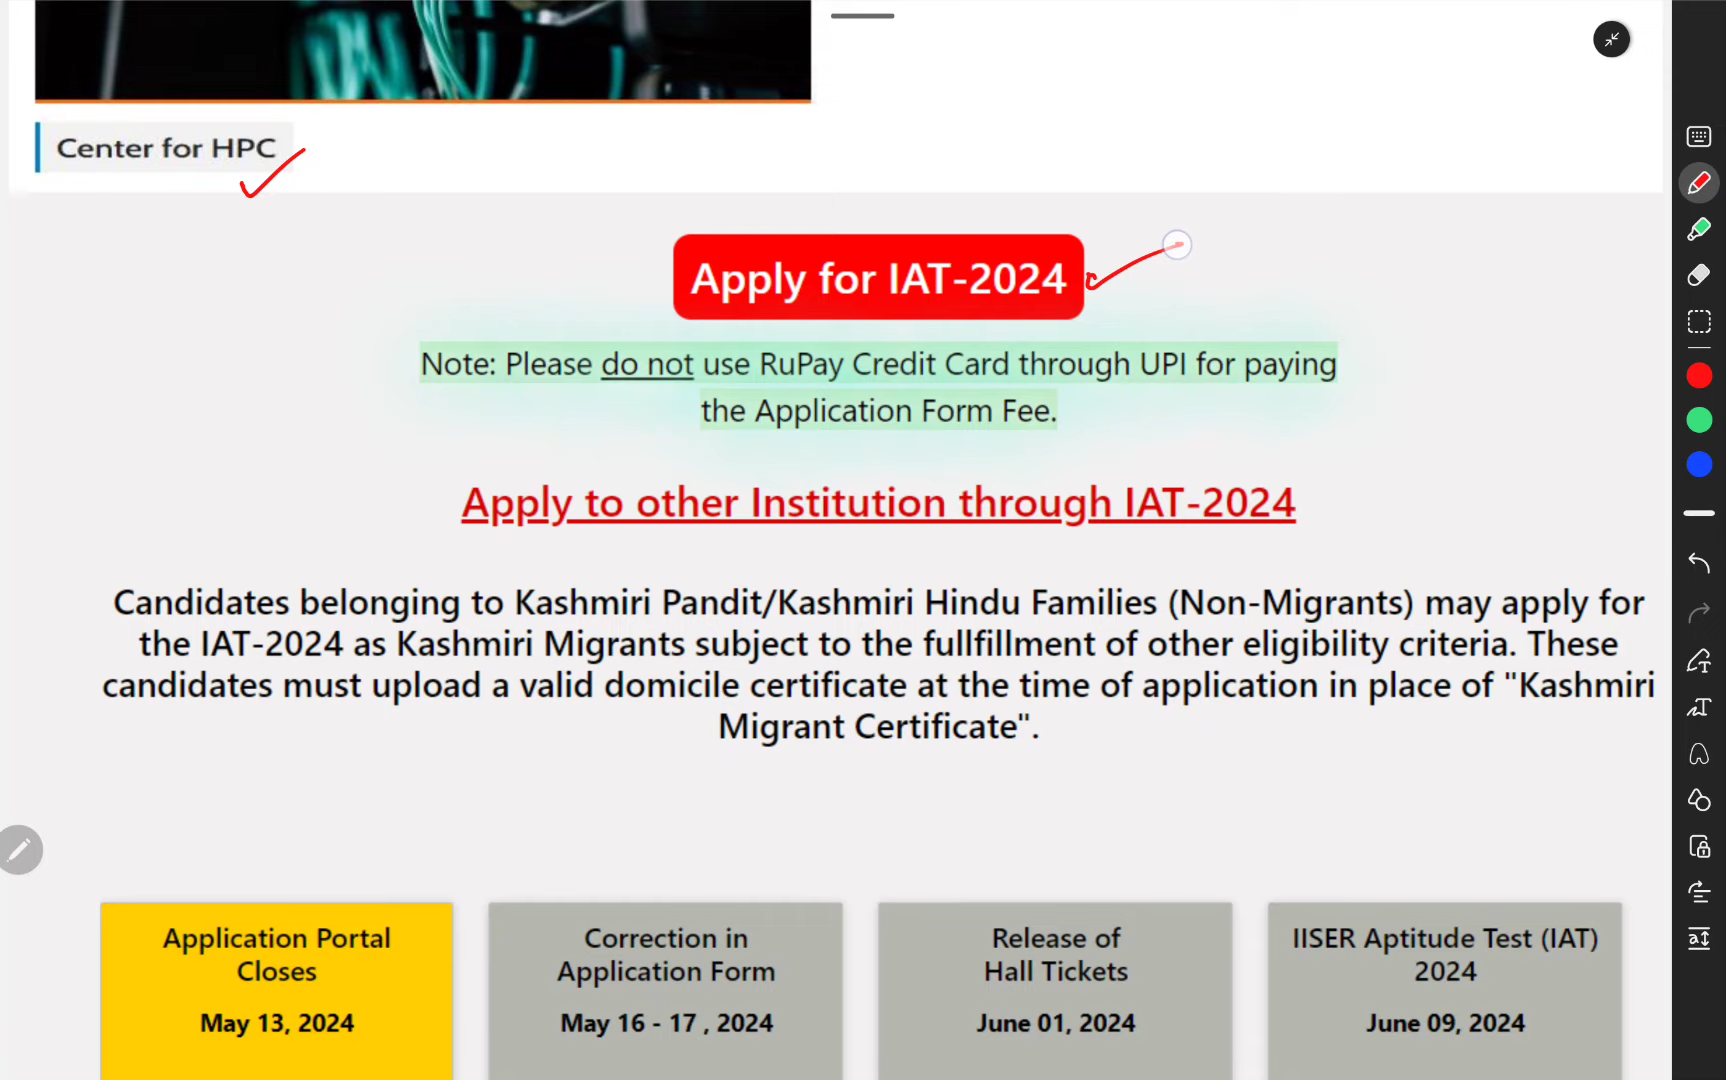 Center for HPC
Apply for IAT-2024
Note: Please do not use RuPay Credit Card through UPI for paying
the Application Form Fee.
Apply to other Institution through IAT-2024
Candidates belonging to Kashmiri Pandit/Kashmiri Hindu Families (Non-Migrants) may apply for
the IAT-2024 as Kashmiri Migrants subject to the fullfillment of other eligibility criteria. These
candidates must upload a valid domicile certificate at the time of application in place of "Kashmiri
Migrant Certificate".
Application Portal
Closes
May 13, 2024
Correction in
Application Form
May 16 - 17 , 2024
Release of
Hall Tickets
June 01, 2024
IISER Aptitude Test (IAT)
2024
June 09, 2024